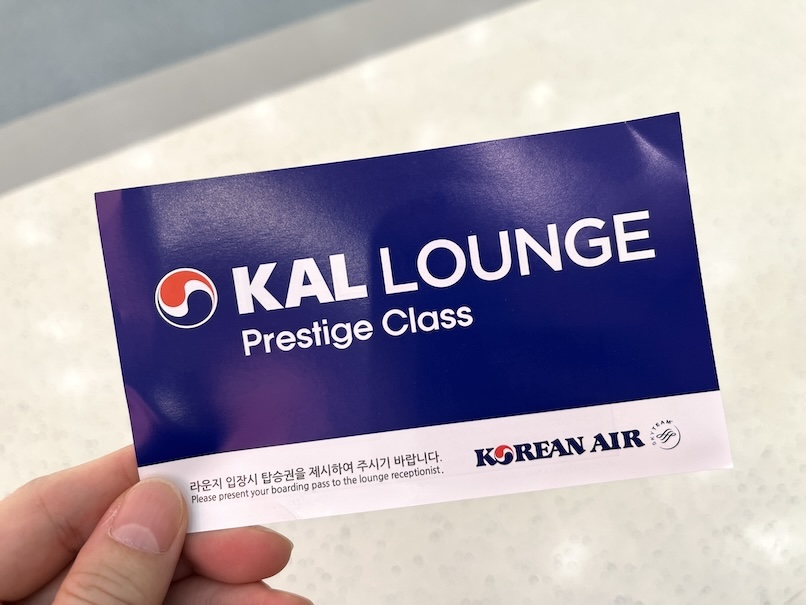 KAL LOUNGE
Prestige Class
라운지 입장시 탑승권을 제시하여 주시기 바랍니다.
Please present your boarding pass to the lounge receptionist.
KOREAN AIR
SKYTEAM